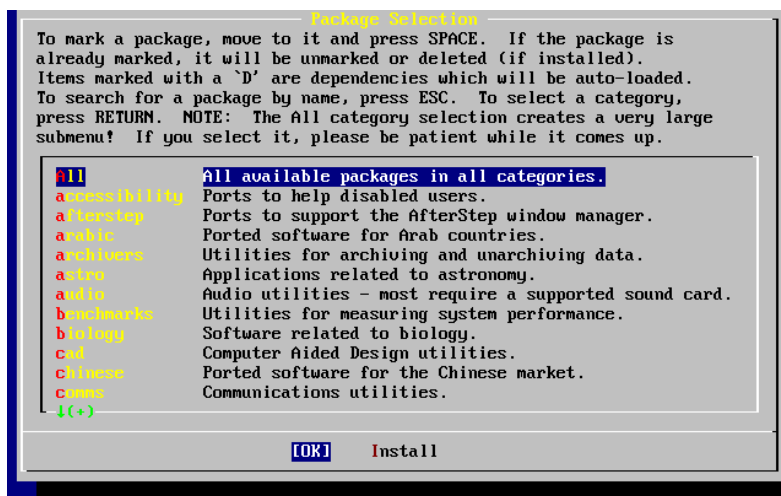 Package Selection
To mark a package, move to it and press SPACE.  If the package is
already marked, it will be unmarked or deleted (if installed).
Items marked with a `D' are dependencies which will be auto-loaded.
To search for a package by name, press ESC.  To select a category,
press RETURN.  NOTE:  The All category selection creates a very large
submenu!  If you select it, please be patient while it comes up.
All All available packages in all categories.
accessibility Ports to help disabled users.
afterstep Ports to support the AfterStep window manager.
arabic Ported software for Arab countries.
archivers Utilities for archiving and unarchiving data.
astro Applications related to astronomy.
audio Audio utilities - most require a supported sound card.
benchmarks Utilities for measuring system performance.
biology Software related to biology.
cad Computer Aided Design utilities.
chinese Ported software for the Chinese market.
comms Communications utilities.
↓(+)
[OK] Install